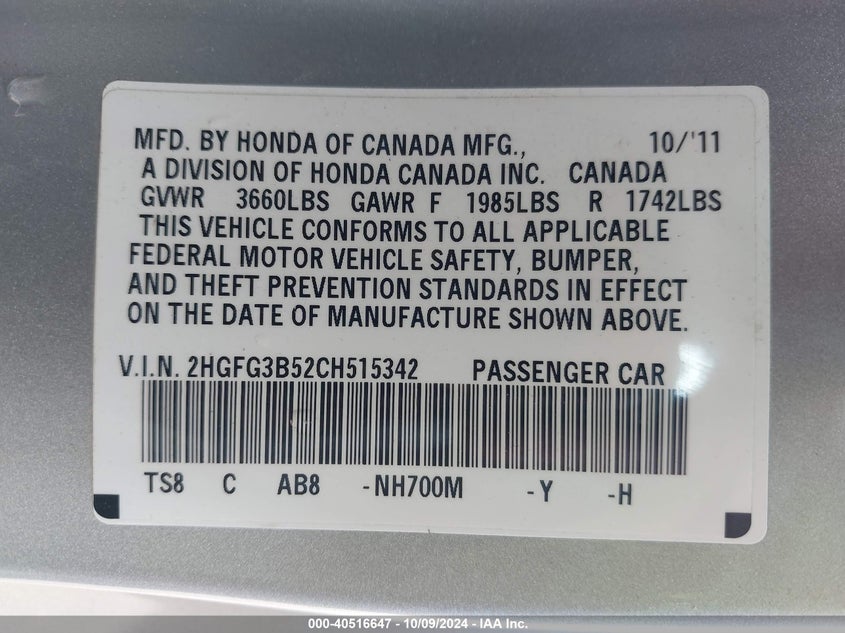 MFD. BY HONDA OF CANADA MFG., 10/'11
A DIVISION OF HONDA CANADA INC. CANADA
GVWR 3660LBS GAWR F 1985LBS R 1742LBS
THIS VEHICLE CONFORMS TO ALL APPLICABLE
FEDERAL MOTOR VEHICLE SAFETY, BUMPER,
AND THEFT PREVENTION STANDARDS IN EFFECT
ON THE DATE OF MANUFACTURE SHOWN ABOVE.
V.I.N. 2HGFG3B52CH515342 PASSENGER CAR
TS8 C AB8 -NH700M -Y -H
000-40516647 - 10/09/2024 - IAA Inc.